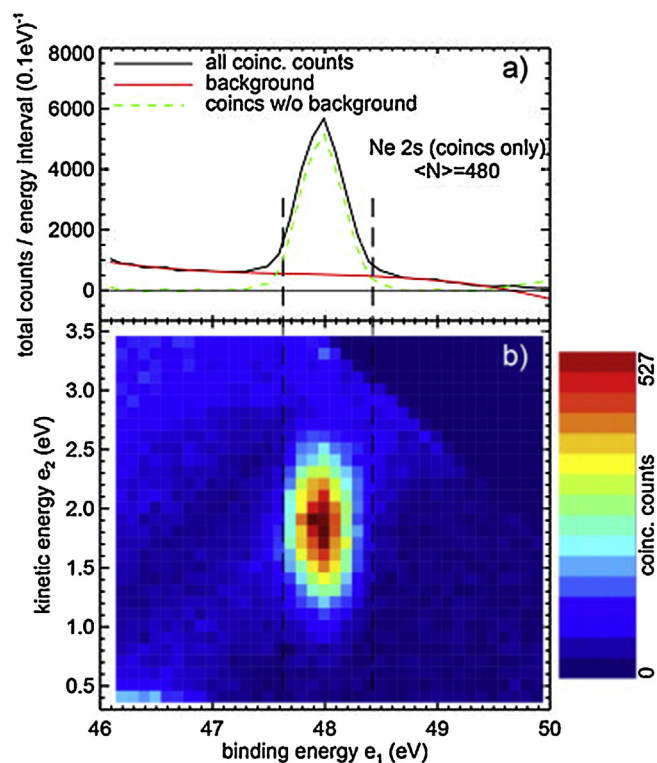 total counts / energy interval (0.1eV)⁻¹
8000
6000
4000
2000
0
all coinc. counts
background
coincs w/o background
a)
Ne 2s (coincs only)
<N>=480
kinetic energy e₂ (eV)
3.5
3.0
2.5
2.0
1.5
1.0
0.5
b)
46
47
48
49
50
binding energy e₁ (eV)
527
coinc. counts
0